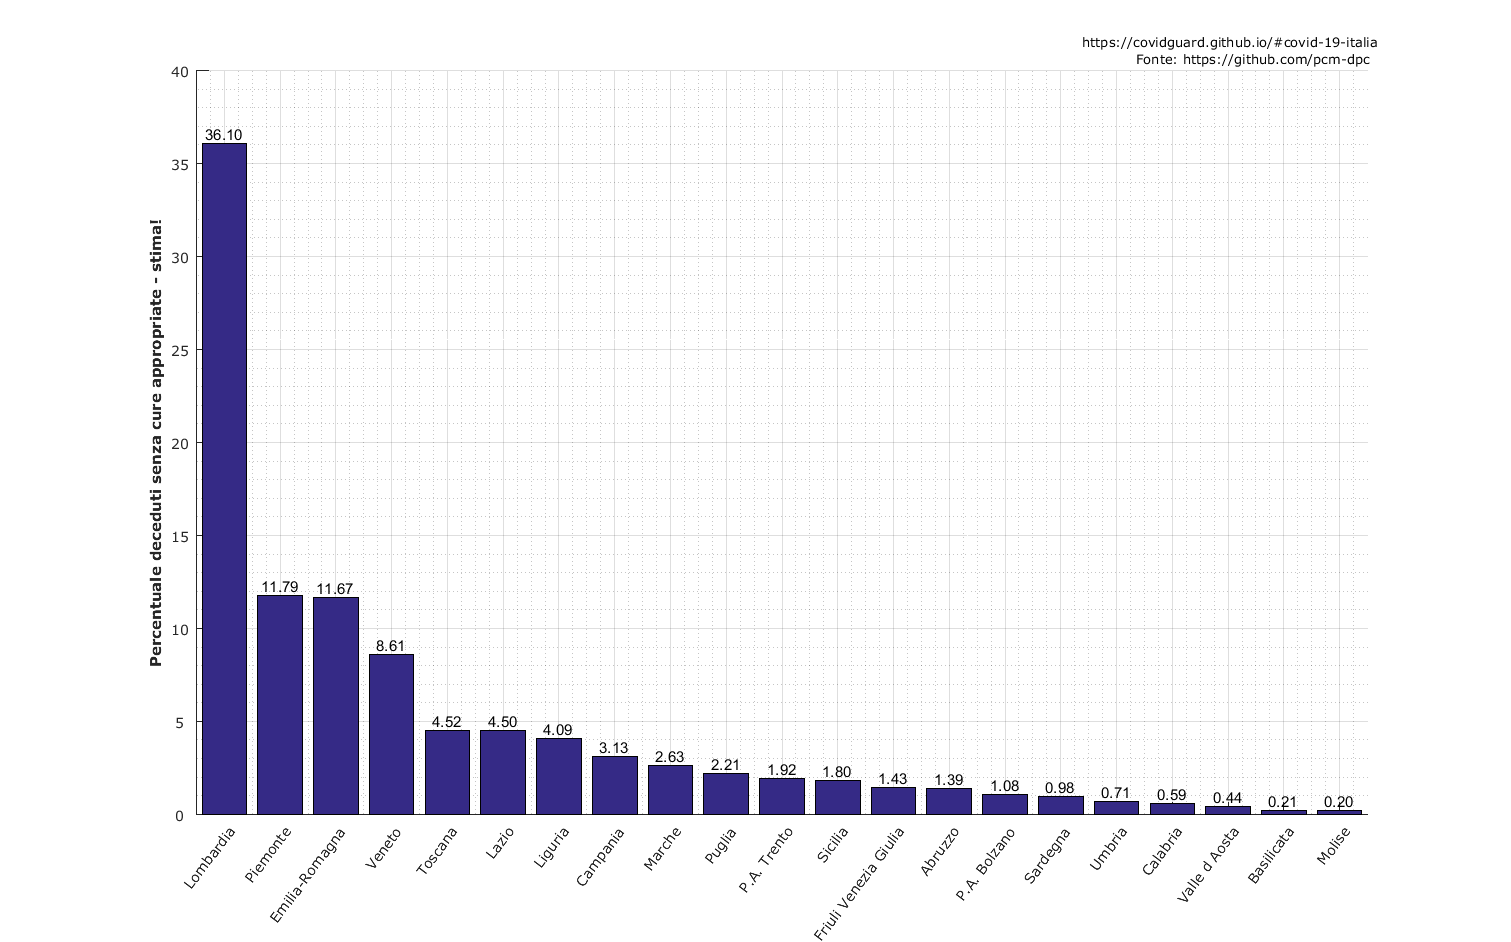 https://covidguard.github.io/#covid-19-italia
Fonte: https://github.com/pcm-dpc
Percentuale deceduti senza cure appropriate - stima!
40
35
30
25
20
15
10
5
0
36.10
11.79
11.67
8.61
4.52
4.50
4.09
3.13
2.63
2.21
1.92
1.80
1.43
1.39
1.08
0.98
0.71
0.59
0.44
0.21
0.20
Lombardia
Piemonte
Emilia-Romagna
Veneto
Toscana
Lazio
Liguria
Campania
Marche
Puglia
P.A. Trento
Sicilia
Friuli Venezia Giulia
Abruzzo
P.A. Bolzano
Sardegna
Umbria
Calabria
Valle d Aosta
Basilicata
Molise